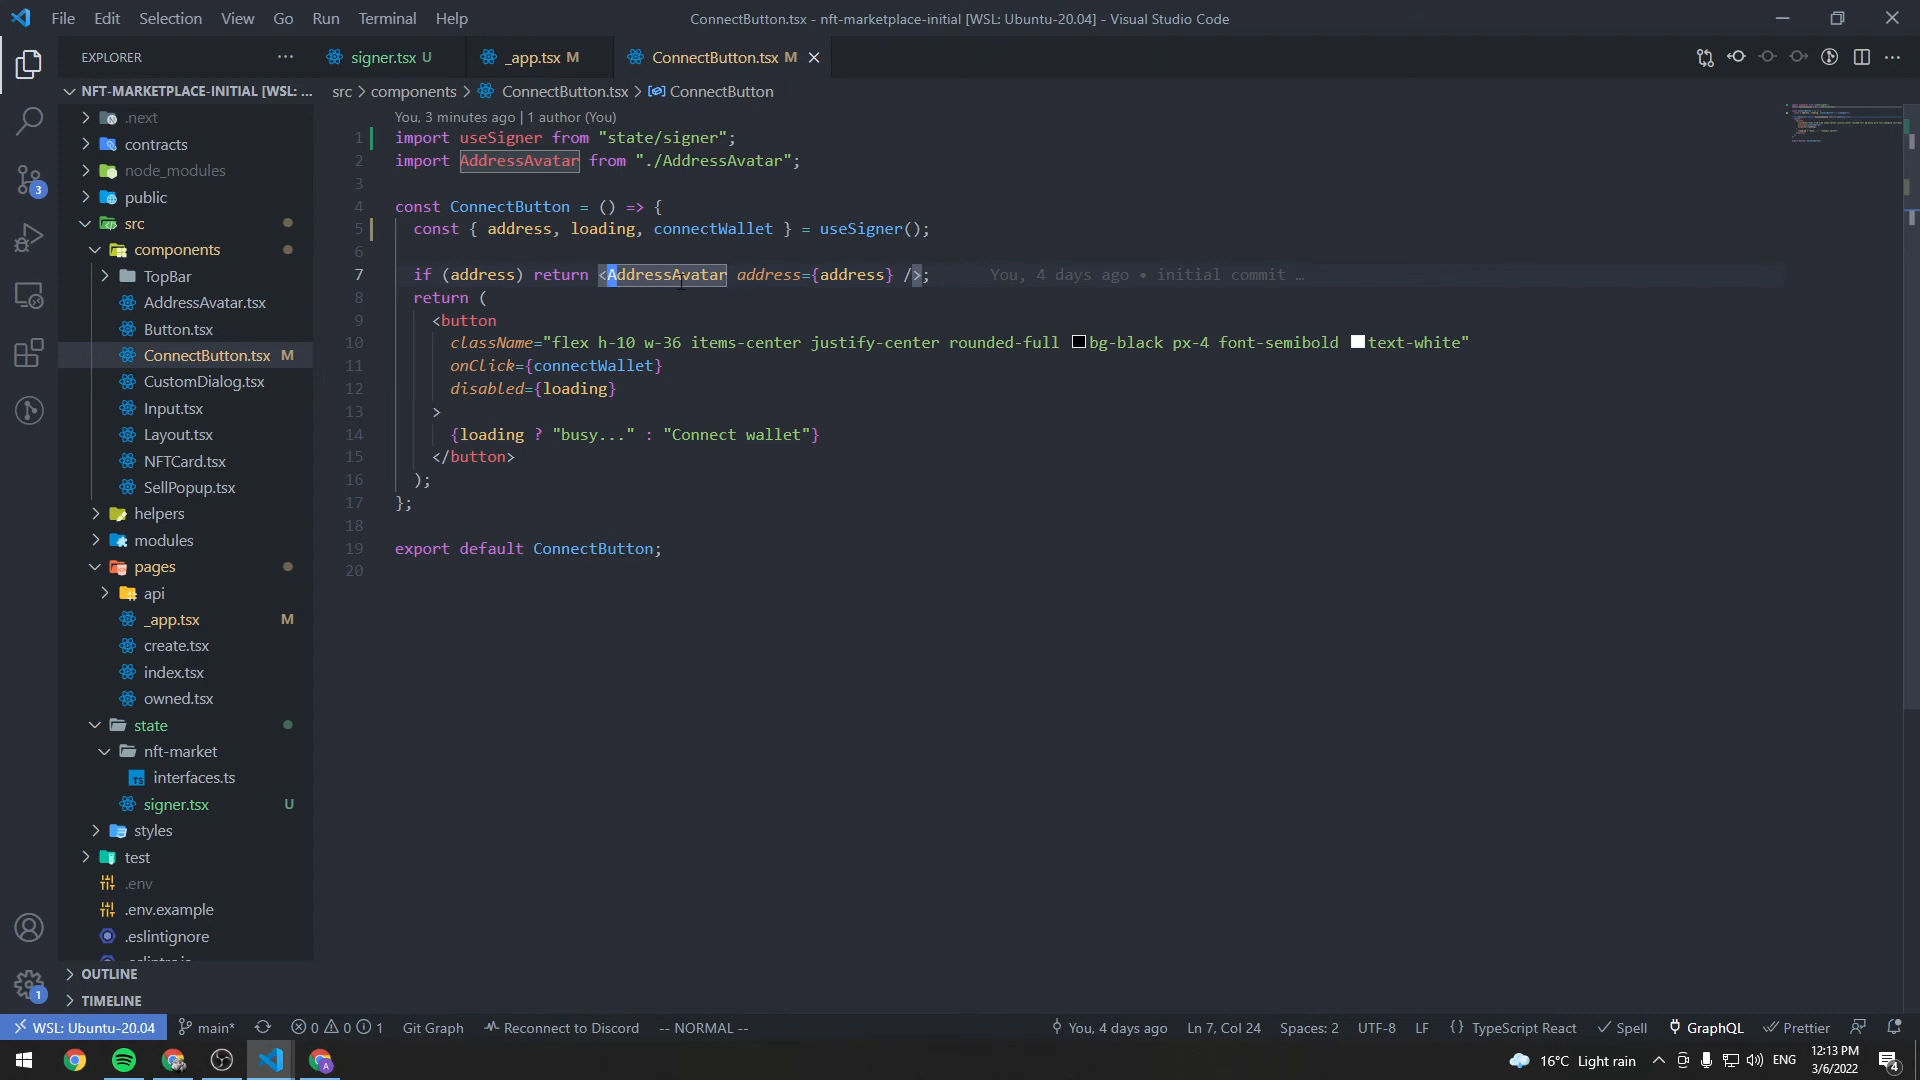 File Edit Selection View Go Run Terminal Help
ConnectButton.tsx - nft-marketplace-initial [WSL: Ubuntu-20.04] - Visual Studio Code
EXPLORER
signer.tsx U
_app.tsx M
ConnectButton.tsx M
NFT-MARKETPLACE-INITIAL [WSL: ...
src > components > ConnectButton.tsx > ConnectButton
.next
contracts
node_modules
public
src
components
TopBar
AddressAvatar.tsx
Button.tsx
ConnectButton.tsx M
CustomDialog.tsx
Input.tsx
Layout.tsx
NFTCard.tsx
SellPopup.tsx
helpers
modules
pages
api
_app.tsx M
create.tsx
index.tsx
owned.tsx
state
nft-market
interfaces.ts
signer.tsx U
styles
test
.env
.env.example
.eslintignore
OUTLINE
TIMELINE
3
1
You, 3 minutes ago | 1 author (You)
1 import useSigner from "state/signer";
2 import AddressAvatar from "./AddressAvatar";
3
4 const ConnectButton = () => {
5 const { address, loading, connectWallet } = useSigner();
6
7 if (address) return <AddressAvatar address={address} />; You, 4 days ago • initial commit …
8 return (
9 <button
10 className="flex h-10 w-36 items-center justify-center rounded-full bg-black px-4 font-semibold text-white"
11 onClick={connectWallet}
12 disabled={loading}
13 >
14 {loading ? "busy..." : "Connect wallet"}
15 </button>
16 );
17 };
18
19 export default ConnectButton;
20
WSL: Ubuntu-20.04 main* 0 0 1 Git Graph Reconnect to Discord -- NORMAL -- You, 4 days ago Ln 7, Col 24 Spaces: 2 UTF-8 LF {} TypeScript React Spell GraphQL Prettier
16°C Light rain ENG
12:13 PM
3/6/2022
4